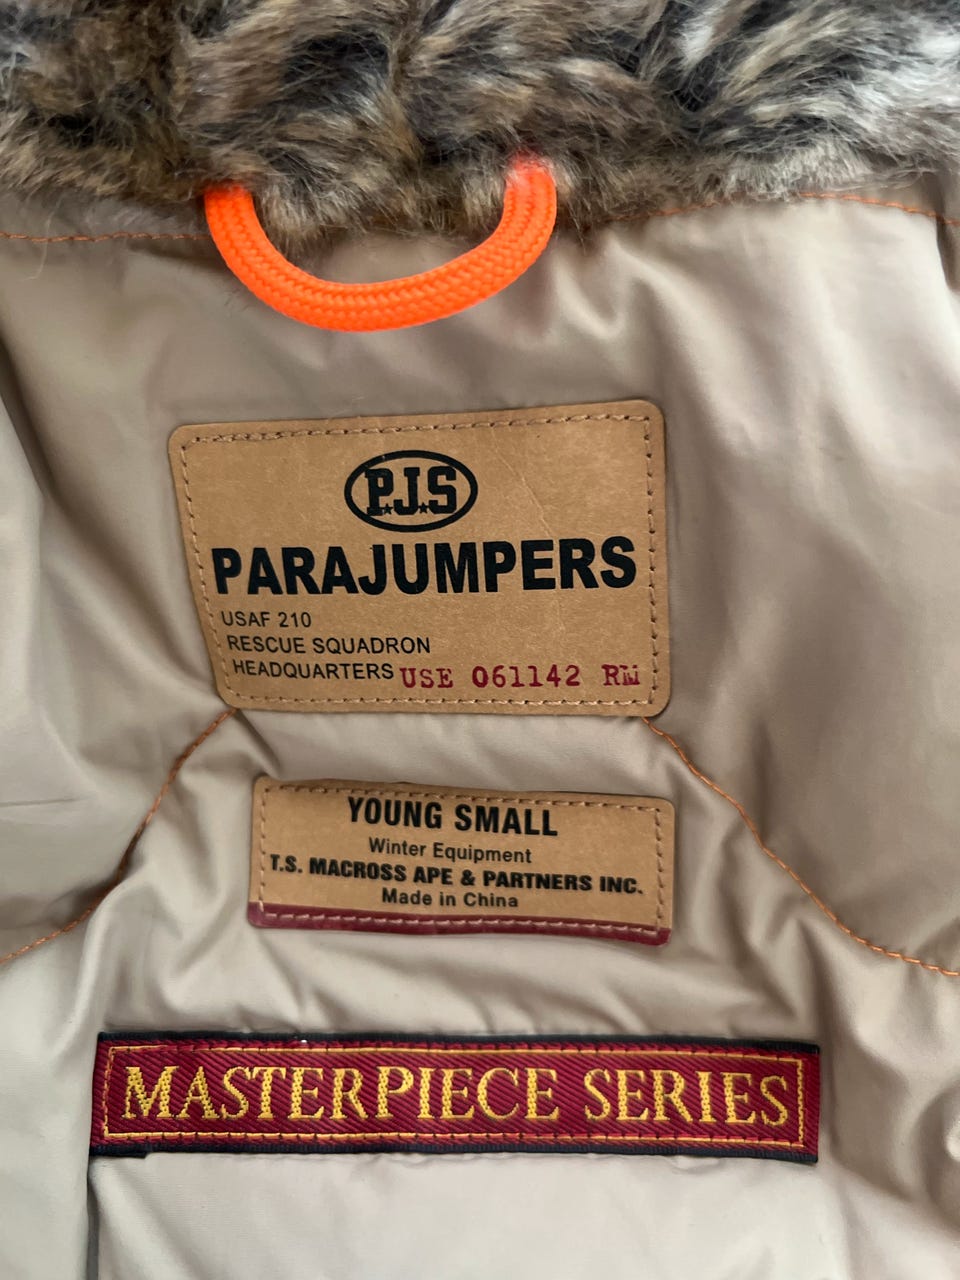 P.J.S
PARAJUMPERS
USAF 210
RESCUE SQUADRON
HEADQUARTERS USE 061142 RM
YOUNG SMALL
Winter Equipment
T.S. MACROSS APE & PARTNERS INC.
Made in China
MASTERPIECE SERIES